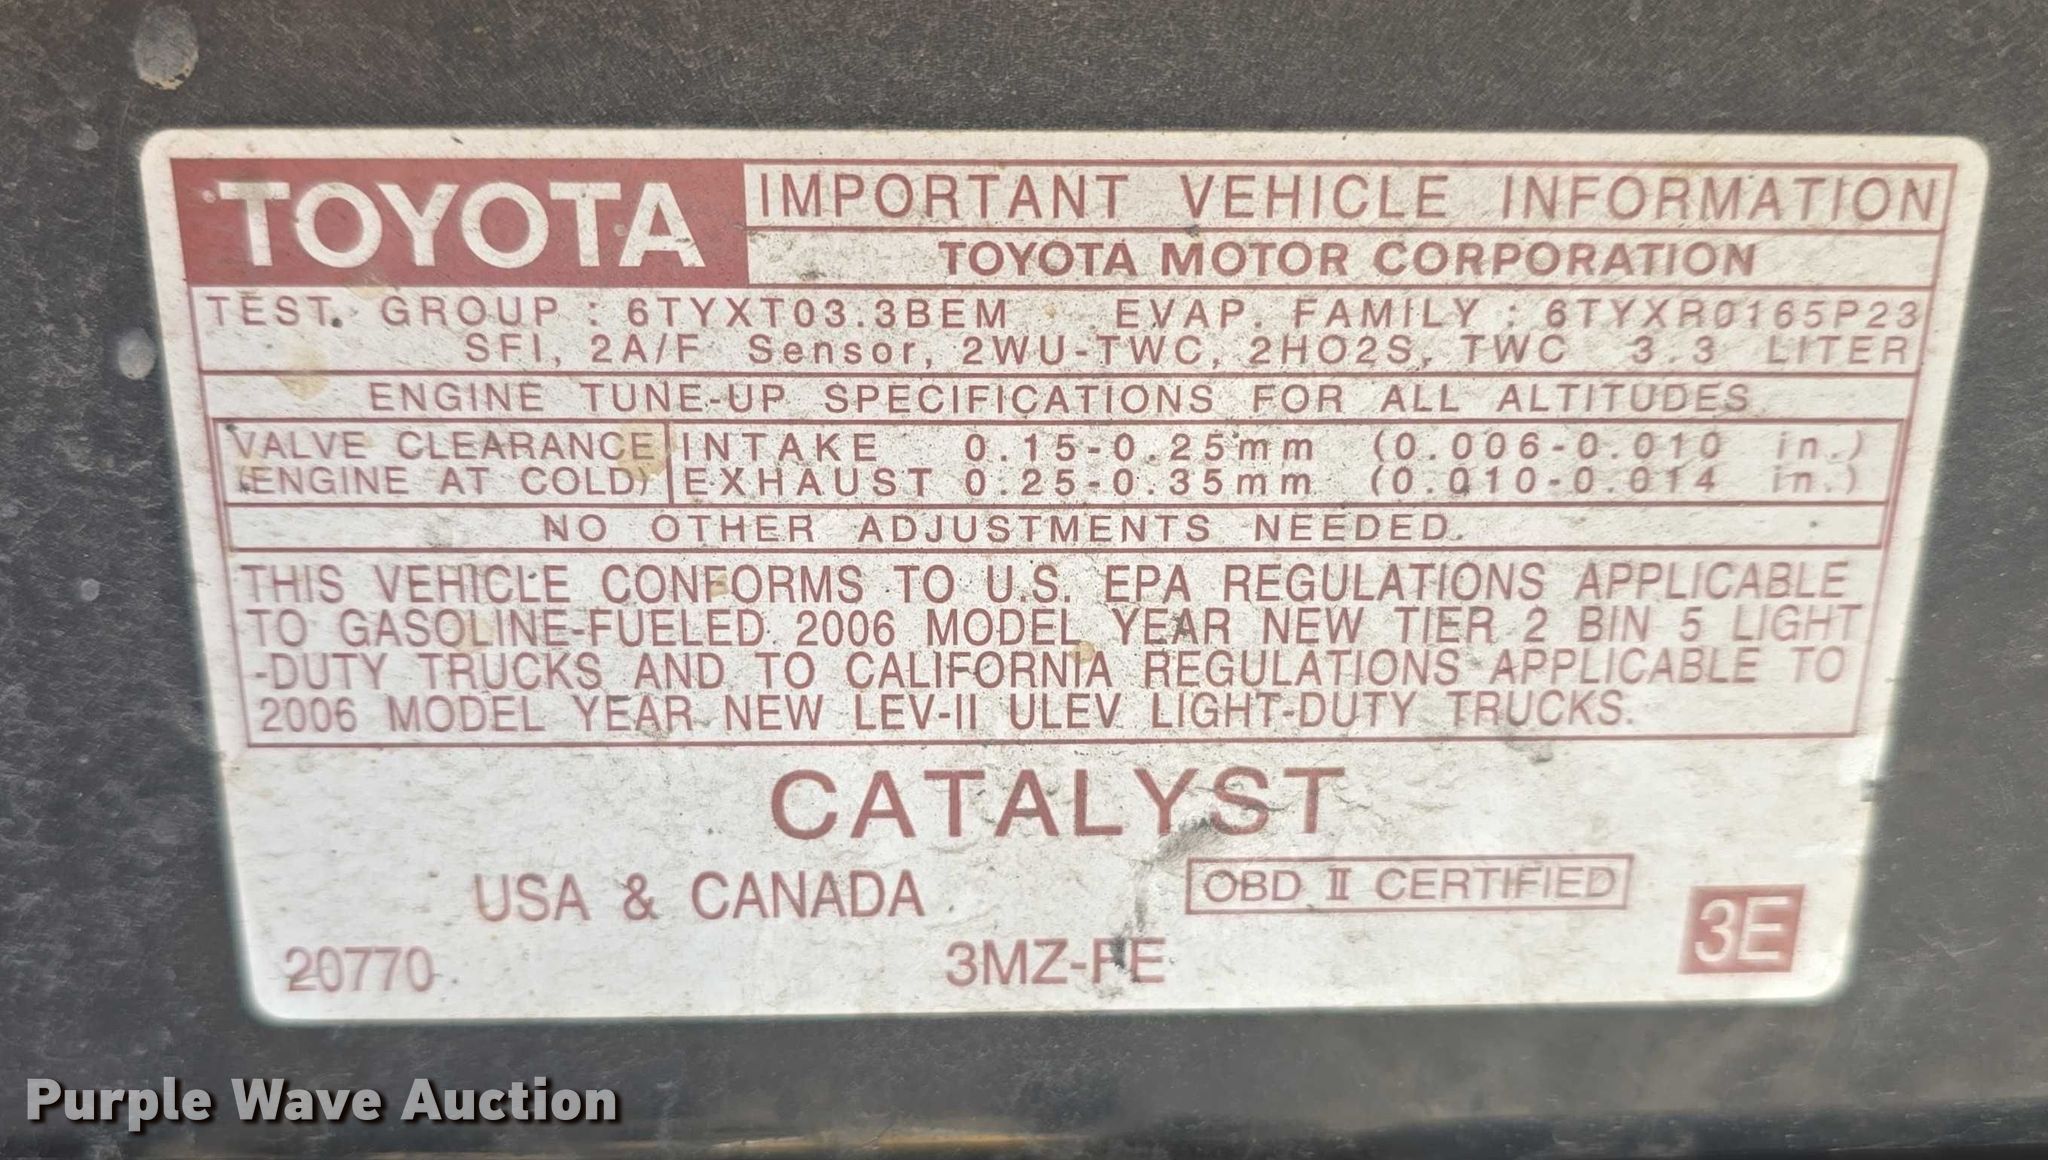 TOYOTA IMPORTANT VEHICLE INFORMATION
TOYOTA MOTOR CORPORATION
TEST. GROUP : 6TYXT03.3BEM EVAP. FAMILY : 6TYXR0165P23
SFI, 2A/F Sensor, 2WU-TWC, 2HO2S, TWC 3.3 LITER
ENGINE TUNE-UP SPECIFICATIONS FOR ALL ALTITUDES
VALVE CLEARANCE INTAKE 0.15-0.25mm (0.006-0.010 in.)
(ENGINE AT COLD) EXHAUST 0.25-0.35mm (0.010-0.014 in.)
NO OTHER ADJUSTMENTS NEEDED.
THIS VEHICLE CONFORMS TO U.S. EPA REGULATIONS APPLICABLE
TO GASOLINE-FUELED 2006 MODEL YEAR NEW TIER 2 BIN 5 LIGHT
-DUTY TRUCKS AND TO CALIFORNIA REGULATIONS APPLICABLE TO
2006 MODEL YEAR NEW LEV-II ULEV LIGHT-DUTY TRUCKS.
CATALYST
USA & CANADA OBD II CERTIFIED
20770 3MZ-FE 3E
Purple Wave Auction